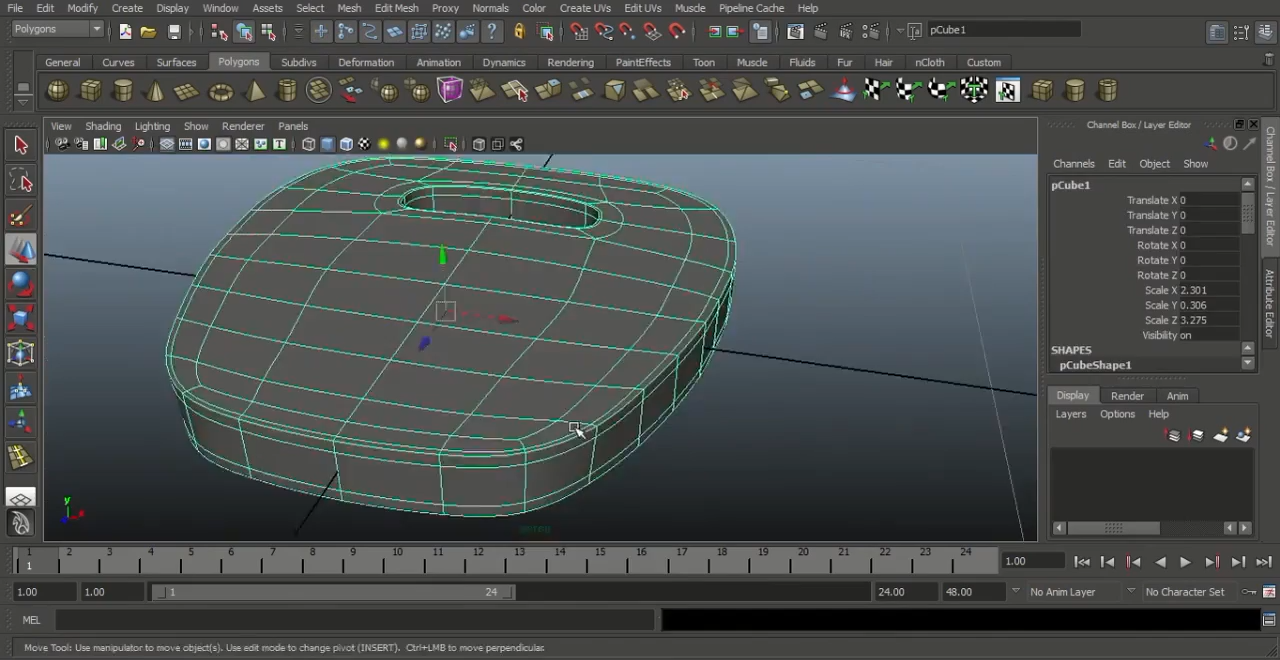 File Edit Modify Create Display Window Assets Select Mesh Edit Mesh Proxy Normals Color Create UVs Edit UVs Muscle Pipeline Cache Help
Polygons pCube1
General Curves Surfaces Polygons Subdivs Deformation Animation Dynamics Rendering PaintEffects Toon Muscle Fluids Fur Hair nCloth Custom
View Shading Lighting Show Renderer Panels
Channel Box / Layer Editor
Channels Edit Object Show
pCube1
Translate X 0
Translate Y 0
Translate Z 0
Rotate X 0
Rotate Y 0
Rotate Z 0
Scale X 2.301
Scale Y 0.306
Scale Z 3.275
Visibility on
SHAPES
pCubeShape1
Channel Box / Layer Editor
Attribute Editor
Display Render Anim
Layers Options Help
y
1 2 3 4 5 6 7 8 9 10 11 12 13 14 15 16 17 18 19 20 21 22 23 24
1
1.00
1.00 1.00 1 24 24.00 48.00 No Anim Layer No Character Set
MEL
Move Tool: Use manipulator to move object(s). Use edit mode to change pivot (INSERT). Ctrl+LMB to move perpendicular.